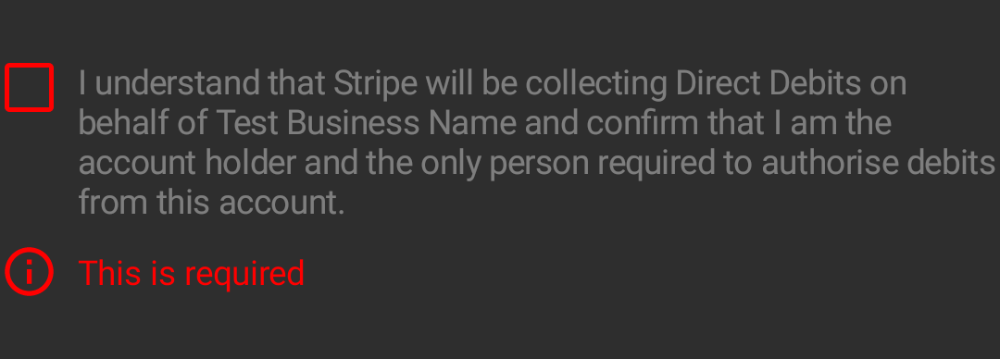 I understand that Stripe will be collecting Direct Debits on
behalf of Test Business Name and confirm that I am the
account holder and the only person required to authorise debits
from this account.
This is required